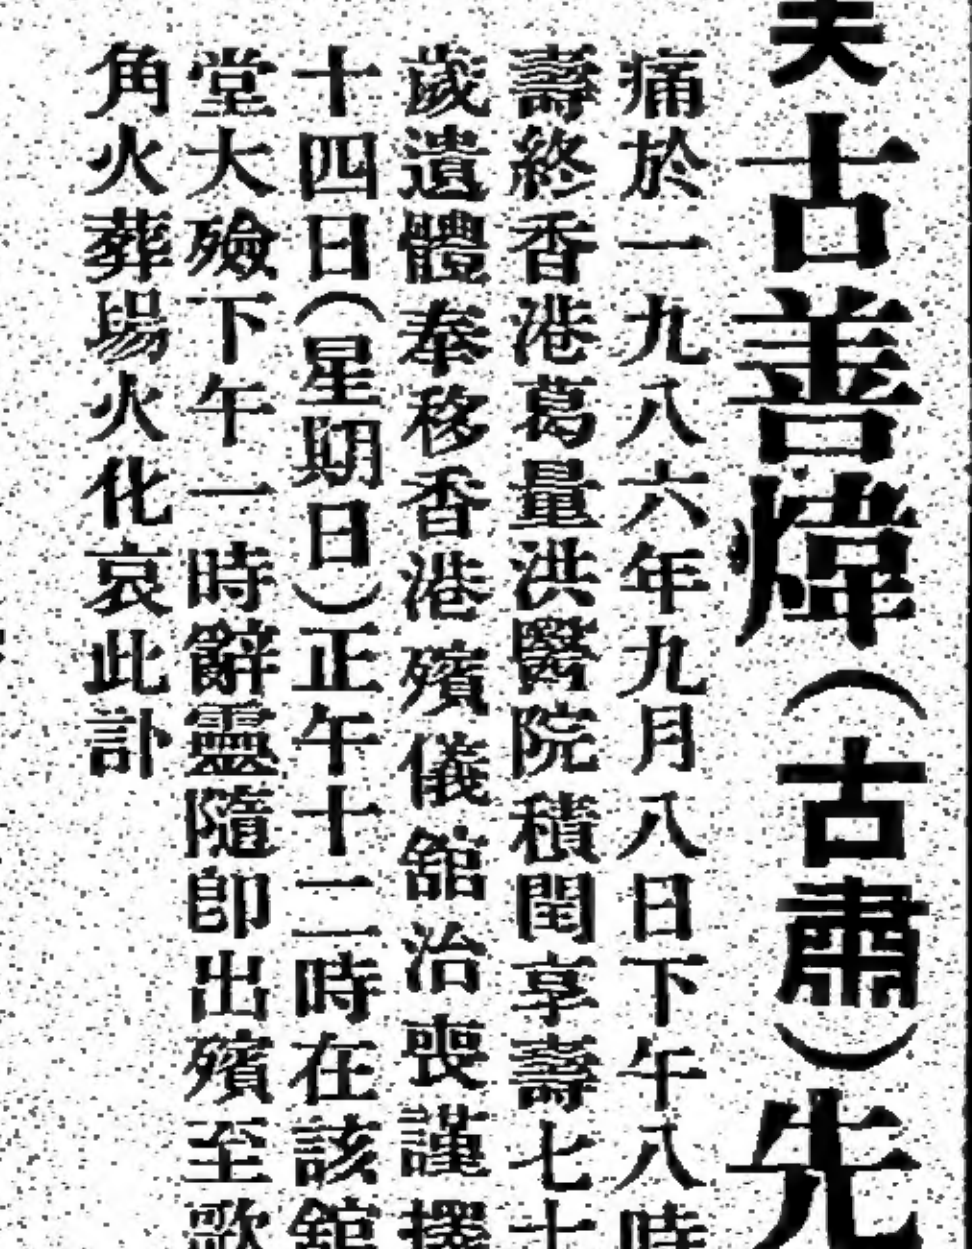 夫古善煒(古肅)先
痛於一九八六年九月八日下午八時
壽終香港葛量洪醫院積閏享壽七十
歲遺體奉移香港殯儀館治喪謹擇
十四日(星期日)正午十二時在該館
堂大殮下午一時辭靈隨即出殯至歌
角火葬場火化哀此訃